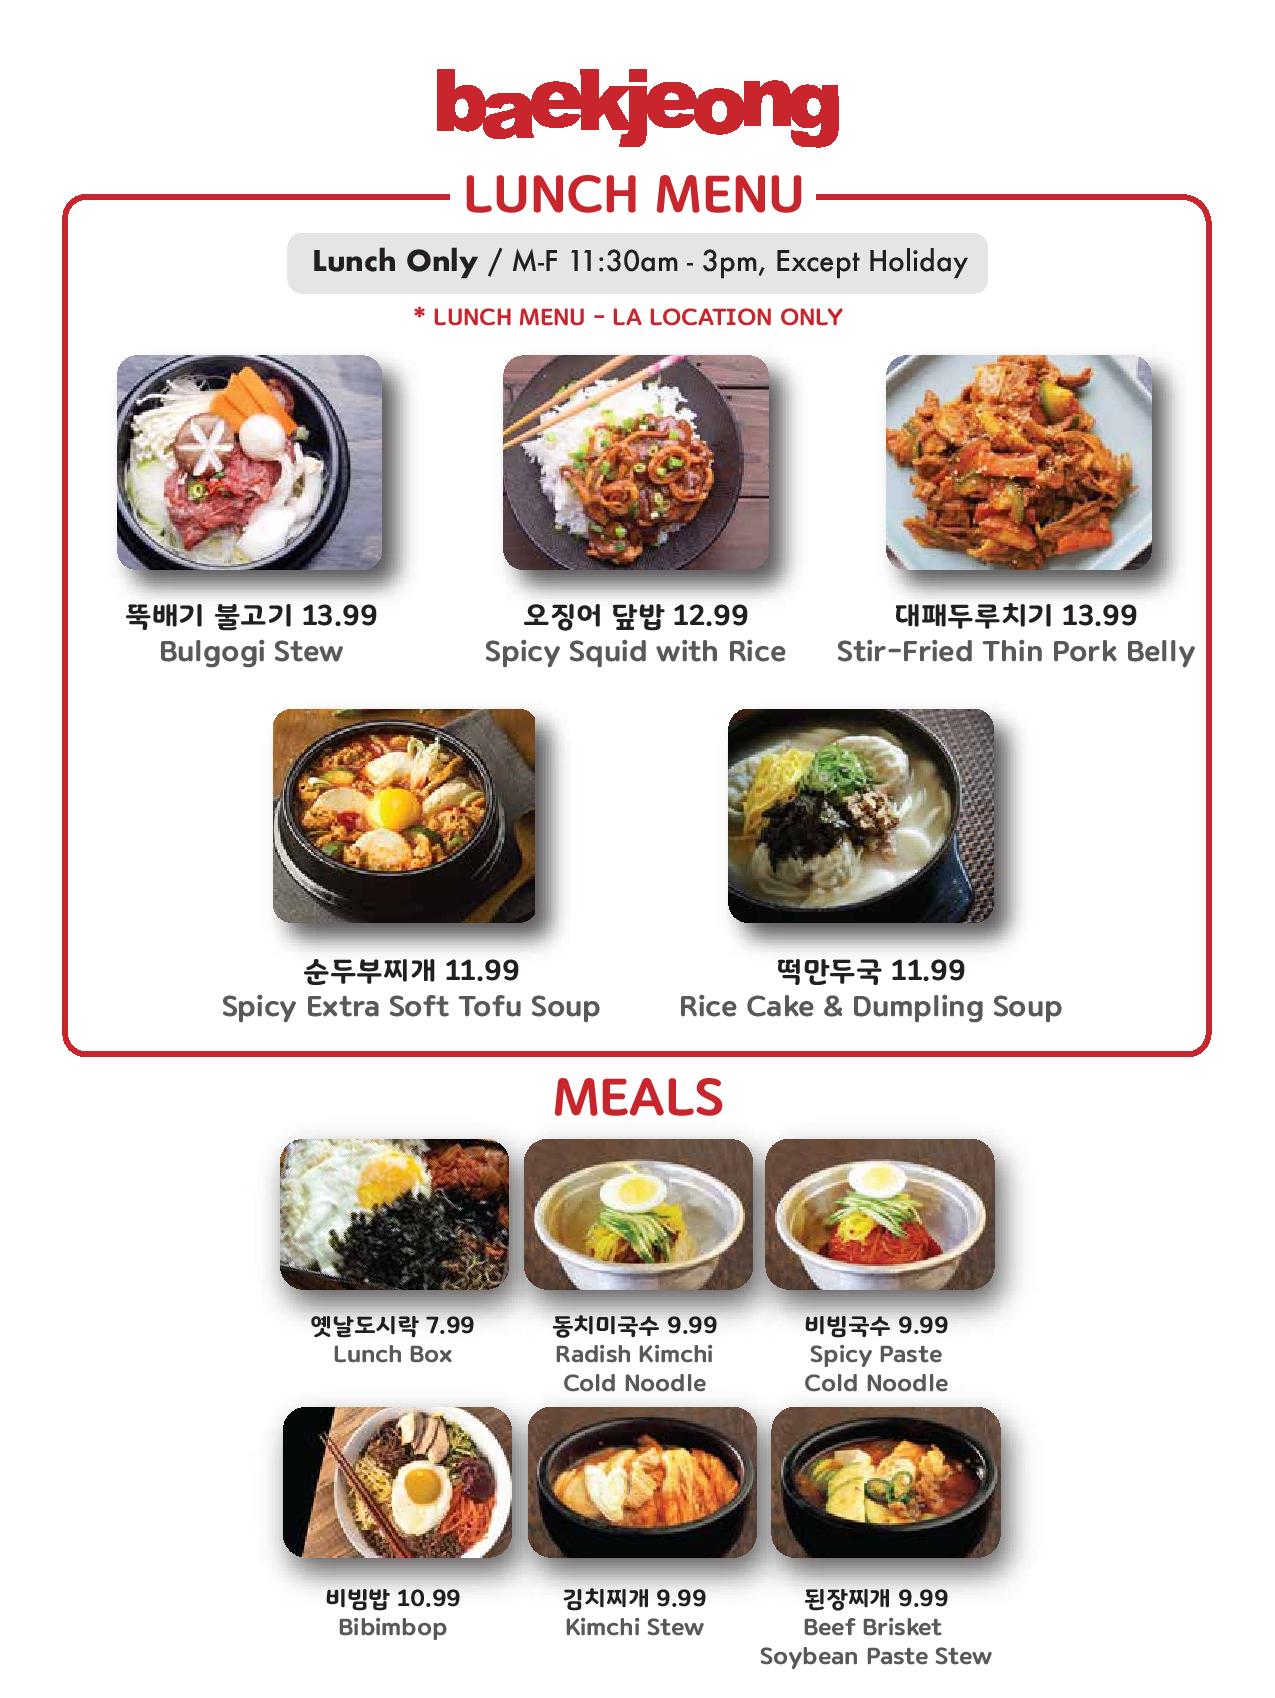 baekjeong
LUNCH MENU
Lunch Only / M-F 11:30am - 3pm, Except Holiday
* LUNCH MENU - LA LOCATION ONLY
뚝배기 불고기 13.99
Bulgogi Stew
오징어 닾밥 12.99
Spicy Squid with Rice
대패두루치기 13.99
Stir-Fried Thin Pork Belly
순두부찌개 11.99
Spicy Extra Soft Tofu Soup
떡만두국 11.99
Rice Cake & Dumpling Soup
MEALS
옛날도시락 7.99
Lunch Box
동치미국수 9.99
Radish Kimchi
Cold Noodle
비빔국수 9.99
Spicy Paste
Cold Noodle
비빔밥 10.99
Bibimbop
김치찌개 9.99
Kimchi Stew
된장찌개 9.99
Beef Brisket
Soybean Paste Stew